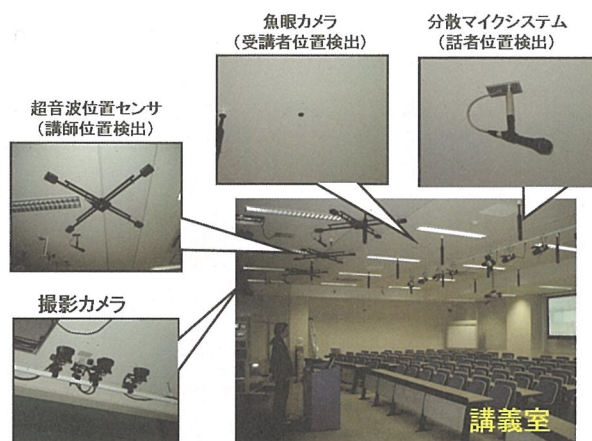 魚眼カメラ
（受講者位置検出）
分散マイクシステム
（話者位置検出）
超音波位置センサ
（講師位置検出）
撮影カメラ
講義室